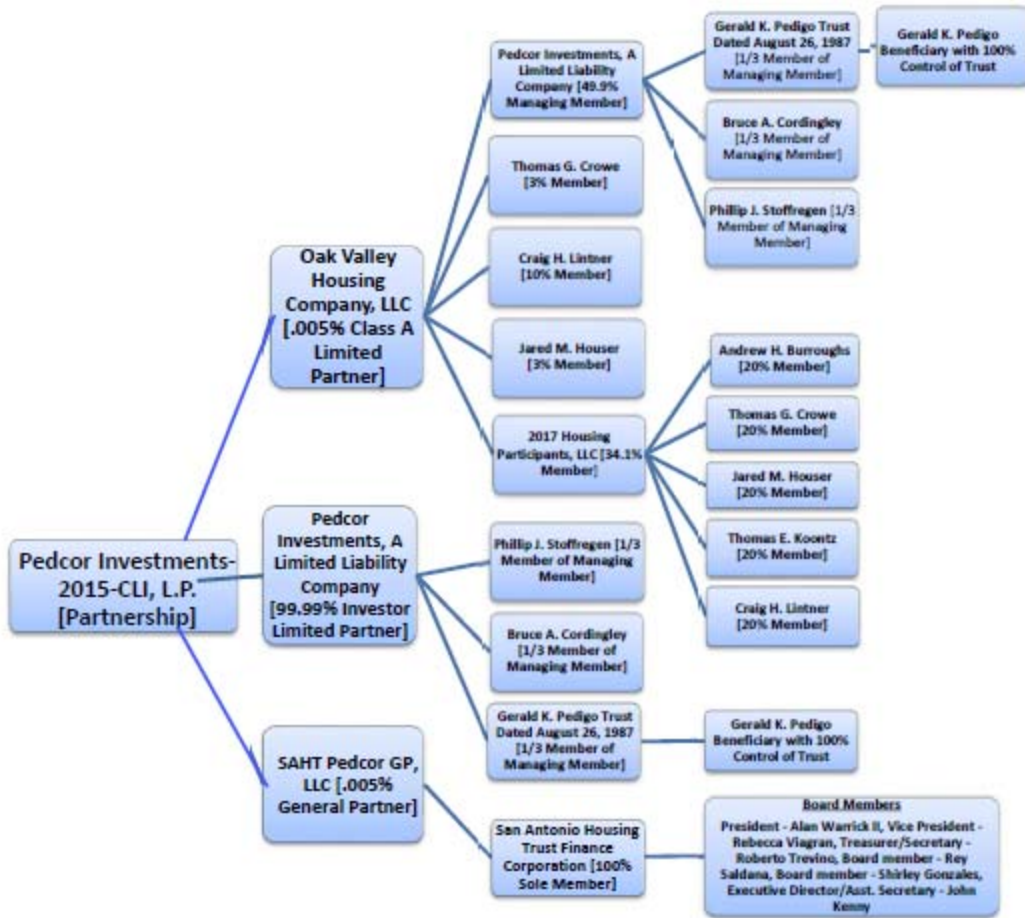 Pedcor Investments-
2015-CLI, L.P.
[Partnership]
Oak Valley
Housing
Company, LLC
[.005% Class A
Limited
Partner]
Pedcor Investments, A
Limited Liability
Company [49.9%
Managing Member]
Gerald K. Pedigo Trust
Dated August 26, 1987
[1/3 Member of
Managing Member]
Gerald K. Pedigo
Beneficiary with 100%
Control of Trust
Bruce A. Cordingley
[1/3 Member of
Managing Member]
Phillip J. Stoffregen [1/3
Member of Managing
Member]
Thomas G. Crowe
[3% Member]
Craig H. Lintner
[10% Member]
Jared M. Houser
[3% Member]
2017 Housing
Participants, LLC [34.1%
Member]
Andrew H. Burroughs
[20% Member]
Thomas G. Crowe
[20% Member]
Jared M. Houser
[20% Member]
Thomas E. Koontz
[20% Member]
Craig H. Lintner
[20% Member]
Pedcor
Investments, A
Limited Liability
Company
[99.99% Investor
Limited Partner]
Phillip J. Stoffregen [1/3
Member of Managing
Member]
Bruce A. Cordingley
[1/3 Member of
Managing Member]
Gerald K. Pedigo Trust
Dated August 26, 1987
[1/3 Member of
Managing Member]
Gerald K. Pedigo
Beneficiary with 100%
Control of Trust
SAHT Pedcor GP,
LLC [.005%
General Partner]
San Antonio Housing
Trust Finance
Corporation [100%
Sole Member]
Board Members
President - Alan Warrick II, Vice President -
Rebecca Viagran, Treasurer/Secretary -
Roberto Trevino, Board member - Rey
Saldana, Board member - Shirley Gonzales,
Executive Director/Asst. Secretary - John
Kenny